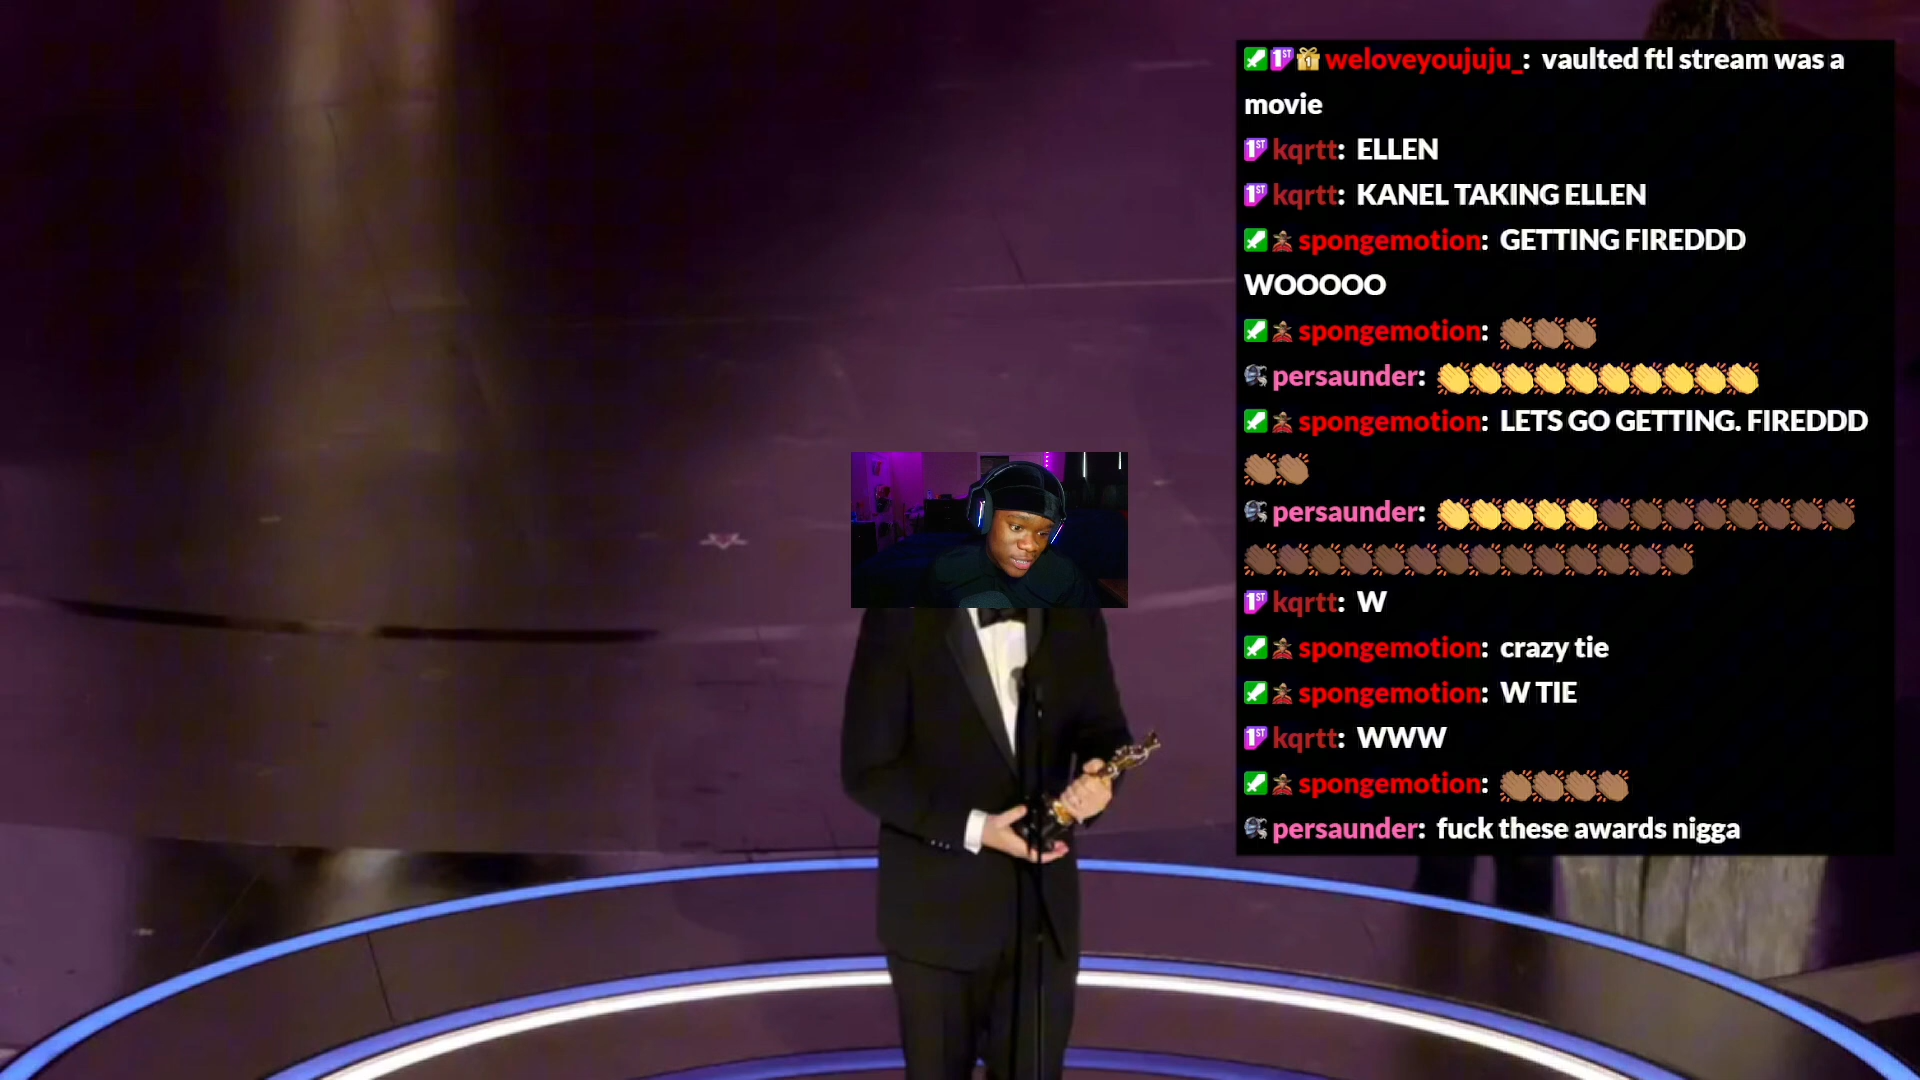 weloveyoujuju_: vaulted ftl stream was a
movie
kqrtt: ELLEN
kqrtt: KANEL TAKING ELLEN
spongemotion: GETTING FIREDDD
WOOOOO
spongemotion: 👏🏽👏🏽👏🏽
persaunder: 👏👏👏👏👏👏👏👏👏👏
spongemotion: LETS GO GETTING. FIREDDD
👏🏽👏🏽
persaunder: 👏👏👏👏👏👏🏾👏🏾👏🏾👏🏾👏🏾👏🏾👏🏾👏🏾
👏🏾👏🏾👏🏾👏🏾👏🏾👏🏾👏🏾👏🏾👏🏾👏🏾👏🏾👏🏾👏🏾👏🏾
kqrtt: W
spongemotion: crazy tie
spongemotion: W TIE
kqrtt: WWW
spongemotion: 👏🏽👏🏽👏🏽👏🏽
persaunder: fuck these awards nigga